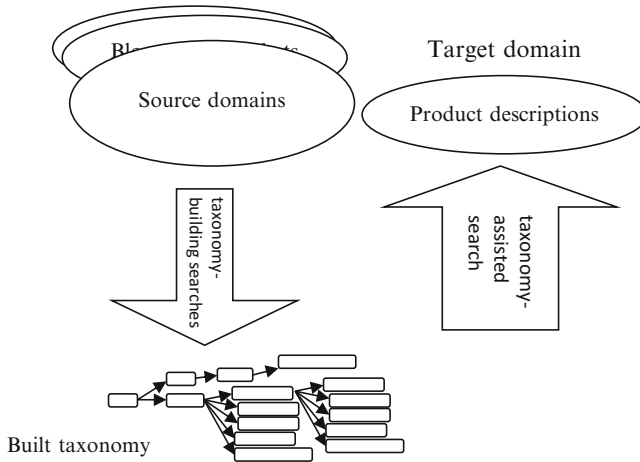 Target domain
Source domains
Product descriptions
taxonomy-
building searches
taxonomy-
assisted
search
Built taxonomy